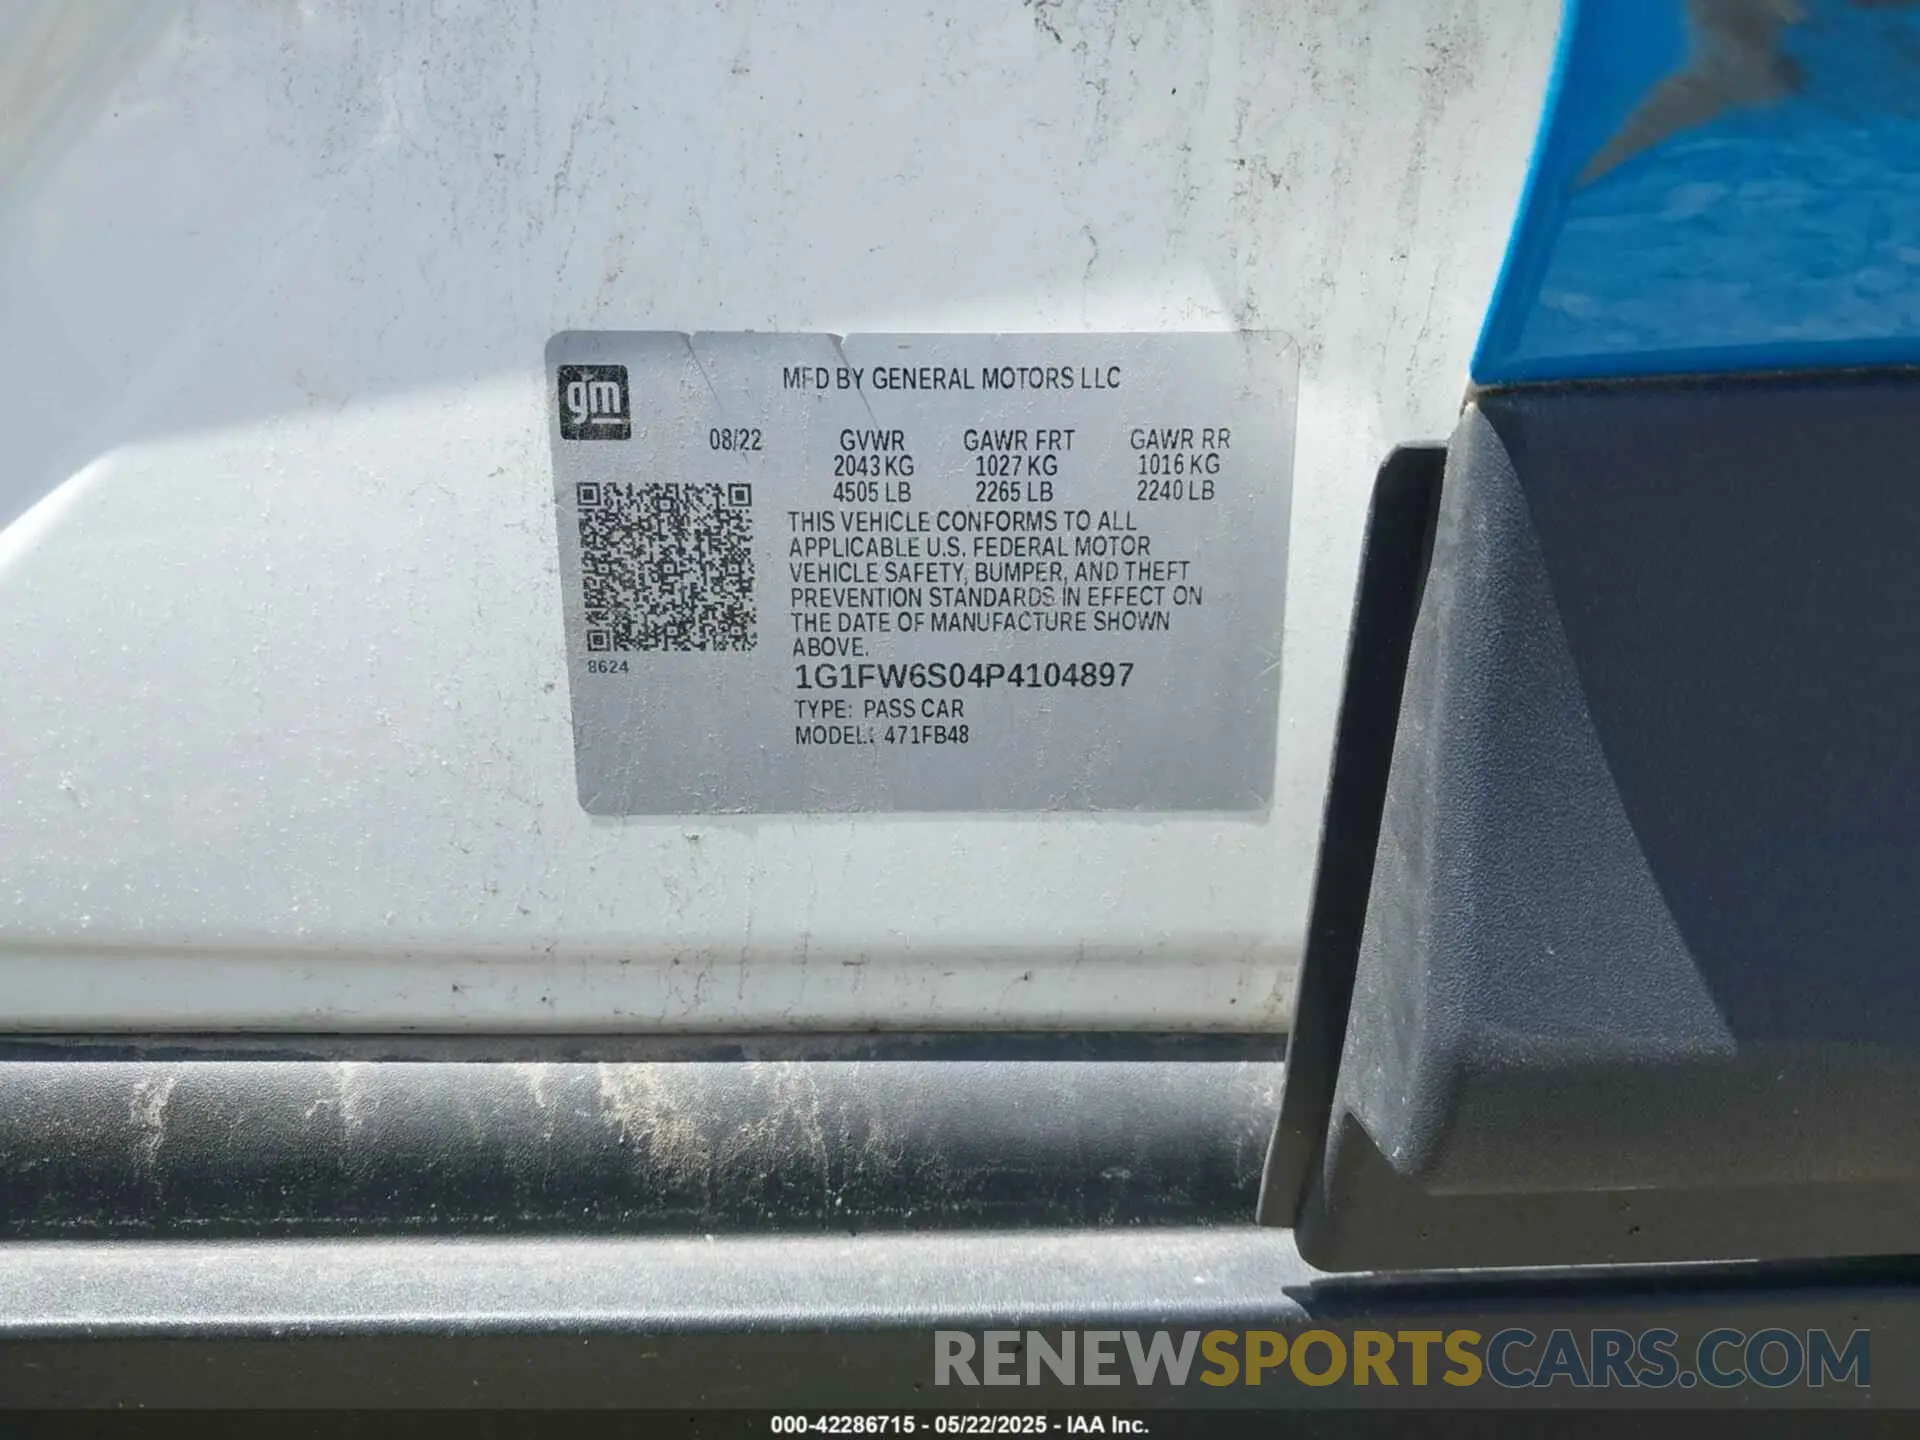 gm
MFD BY GENERAL MOTORS LLC
08/22 GVWR GAWR FRT GAWR RR
2043 KG 1027 KG 1016 KG
4505 LB 2265 LB 2240 LB
THIS VEHICLE CONFORMS TO ALL
APPLICABLE U.S. FEDERAL MOTOR
VEHICLE SAFETY, BUMPER, AND THEFT
PREVENTION STANDARDS IN EFFECT ON
THE DATE OF MANUFACTURE SHOWN
ABOVE.
8624
1G1FW6S04P4104897
TYPE: PASS CAR
MODEL: 471FB48
RENEWSPORTSCARS.COM
000-42286715 - 05/22/2025 - IAA Inc.